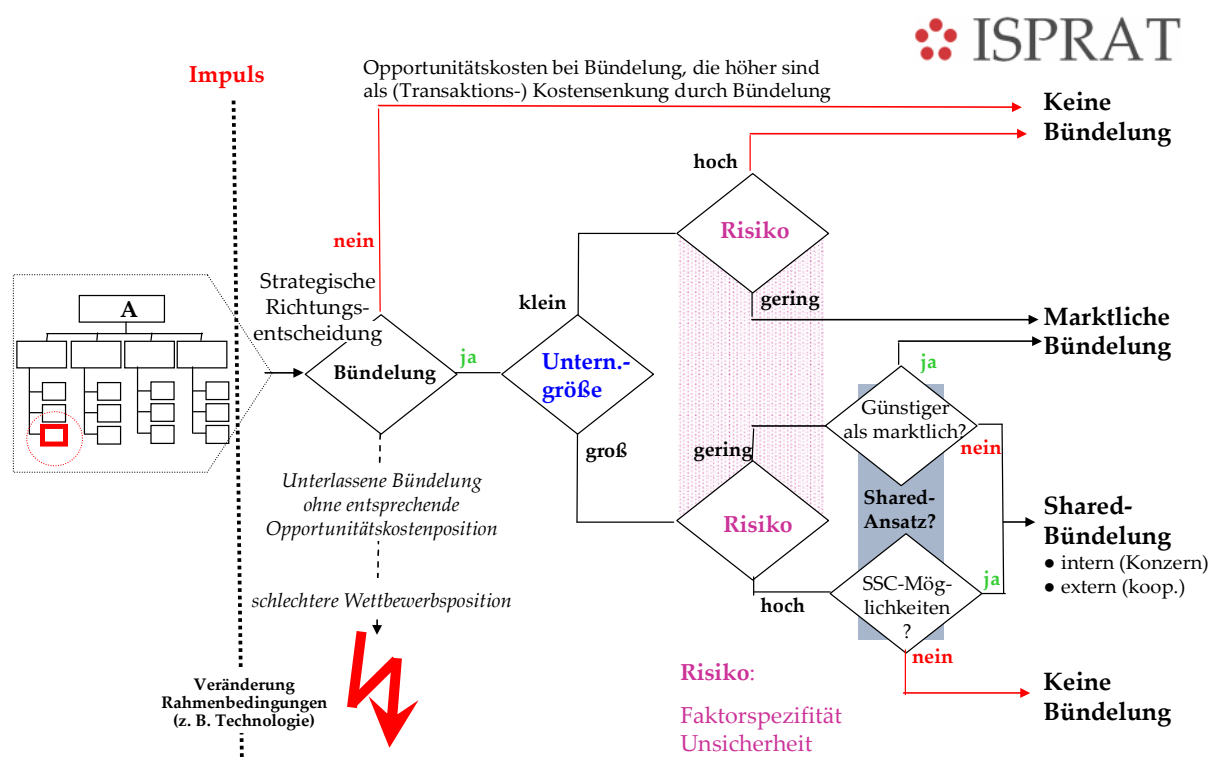 ISPRAT
Impuls
Opportunitätskosten bei Bündelung, die höher sind
als (Transaktions-) Kostensenkung durch Bündelung
Keine
Bündelung
hoch
Risiko
nein
Strategische
Richtungs-
entscheidung
A
klein
gering
Marktliche
Bündelung
ja
Bündelung
ja
Untern.-
größe
Günstiger
als marktlich?
nein
groß
gering
Unterlassene Bündelung
ohne entsprechende
Opportunitätskostenposition
Shared-
Ansatz?
Risiko
Shared-
Bündelung
● intern (Konzern)
● extern (koop.)
SSC-Mög-
lichkeiten
?
ja
hoch
schlechtere Wettbewerbsposition
nein
Risiko:
Faktorspezifität
Unsicherheit
Keine
Bündelung
Veränderung
Rahmenbedingungen
(z. B. Technologie)